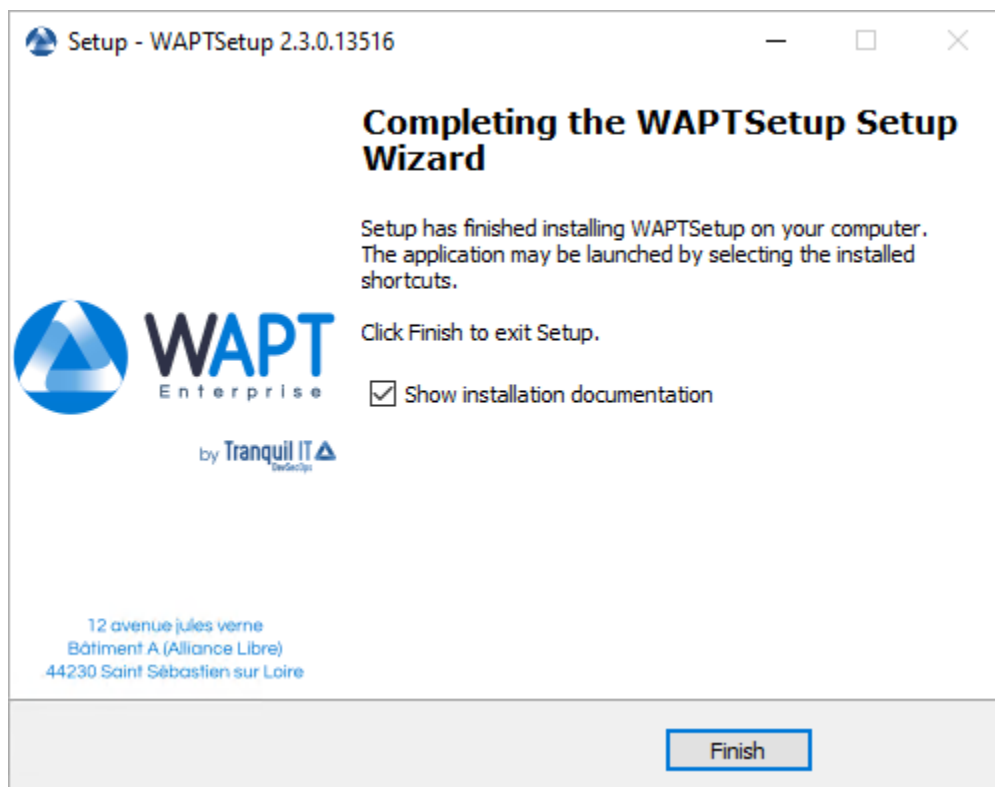 Setup - WAPTSetup 2.3.0.13516
Completing the WAPTSetup Setup
Wizard
Setup has finished installing WAPTSetup on your computer.
The application may be launched by selecting the installed
shortcuts.
Click Finish to exit Setup.
Show installation documentation
WAPT
Enterprise
by Tranquil IT
DevSecOps
12 avenue jules verne
Bâtiment A (Alliance Libre)
44230 Saint Sébastien sur Loire
Finish